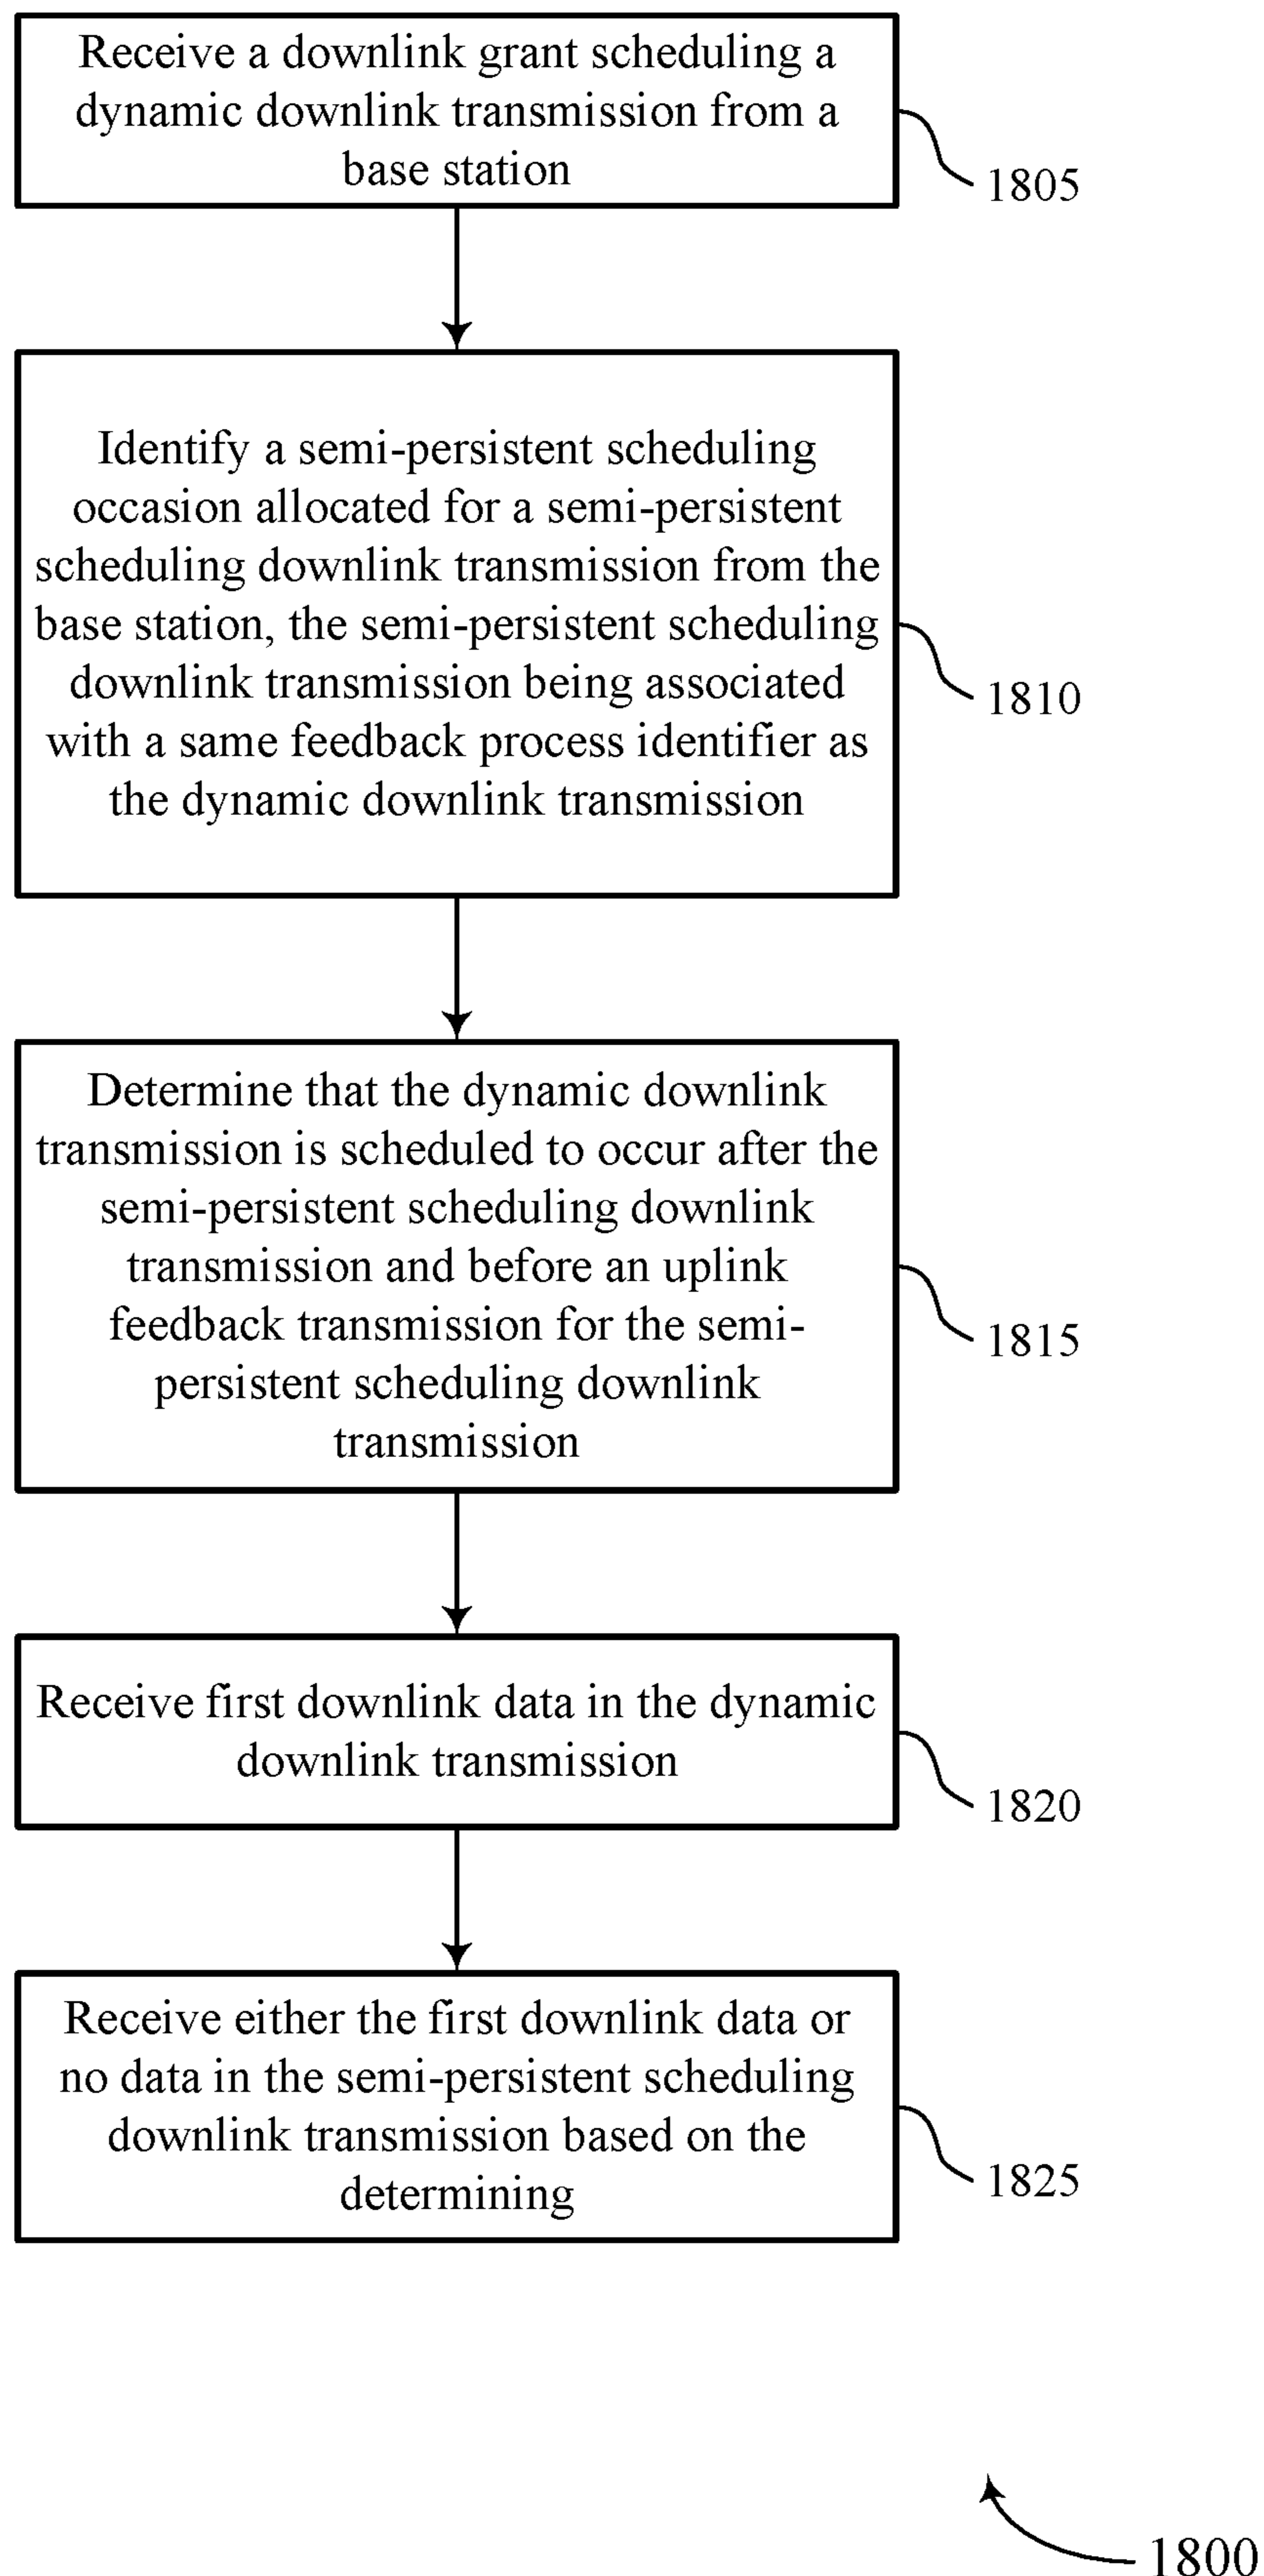 Receive a downlink grant scheduling a
dynamic downlink transmission from a
base station
1805
Identify a semi-persistent scheduling
occasion allocated for a semi-persistent
scheduling downlink transmission from the
base station, the semi-persistent scheduling
downlink transmission being associated
with a same feedback process identifier as
the dynamic downlink transmission
1810
Determine that the dynamic downlink
transmission is scheduled to occur after the
semi-persistent scheduling downlink
transmission and before an uplink
feedback transmission for the semi-
persistent scheduling downlink
transmission
1815
Receive first downlink data in the dynamic
downlink transmission
1820
Receive either the first downlink data or
no data in the semi-persistent scheduling
downlink transmission based on the
determining
1825
1800